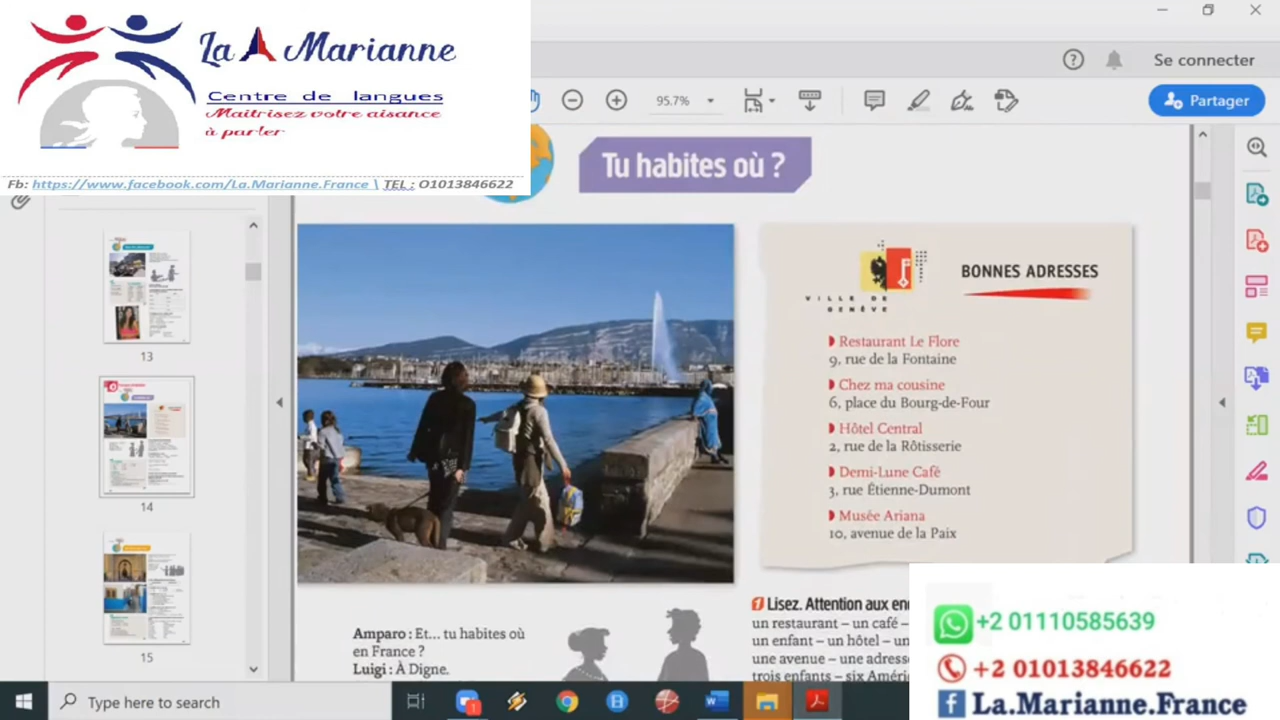 La Marianne
Centre de langues
Maitrisez votre aisance
à parler
Fb: https://www.facebook.com/La.Marianne.France \ TEL : O1013846622
Se connecter
95.7%
Partager
Tu habites où ?
13
14
15
VILLE DE
GENÈVE
BONNES ADRESSES
Restaurant Le Flore
9, rue de la Fontaine
Chez ma cousine
6, place du Bourg-de-Four
Hôtel Central
2, rue de la Rôtisserie
Demi-Lune Café
3, rue Étienne-Dumont
Musée Ariana
10, avenue de la Paix
Amparo : Et... tu habites où
en France ?
Luigi : À Digne.
1 Lisez. Attention aux en
un restaurant – un café –
un enfant – un hôtel – un
une avenue – une adress
trois enfants – six Améri
+2 01110585639
+2 01013846622
La.Marianne.France
Type here to search